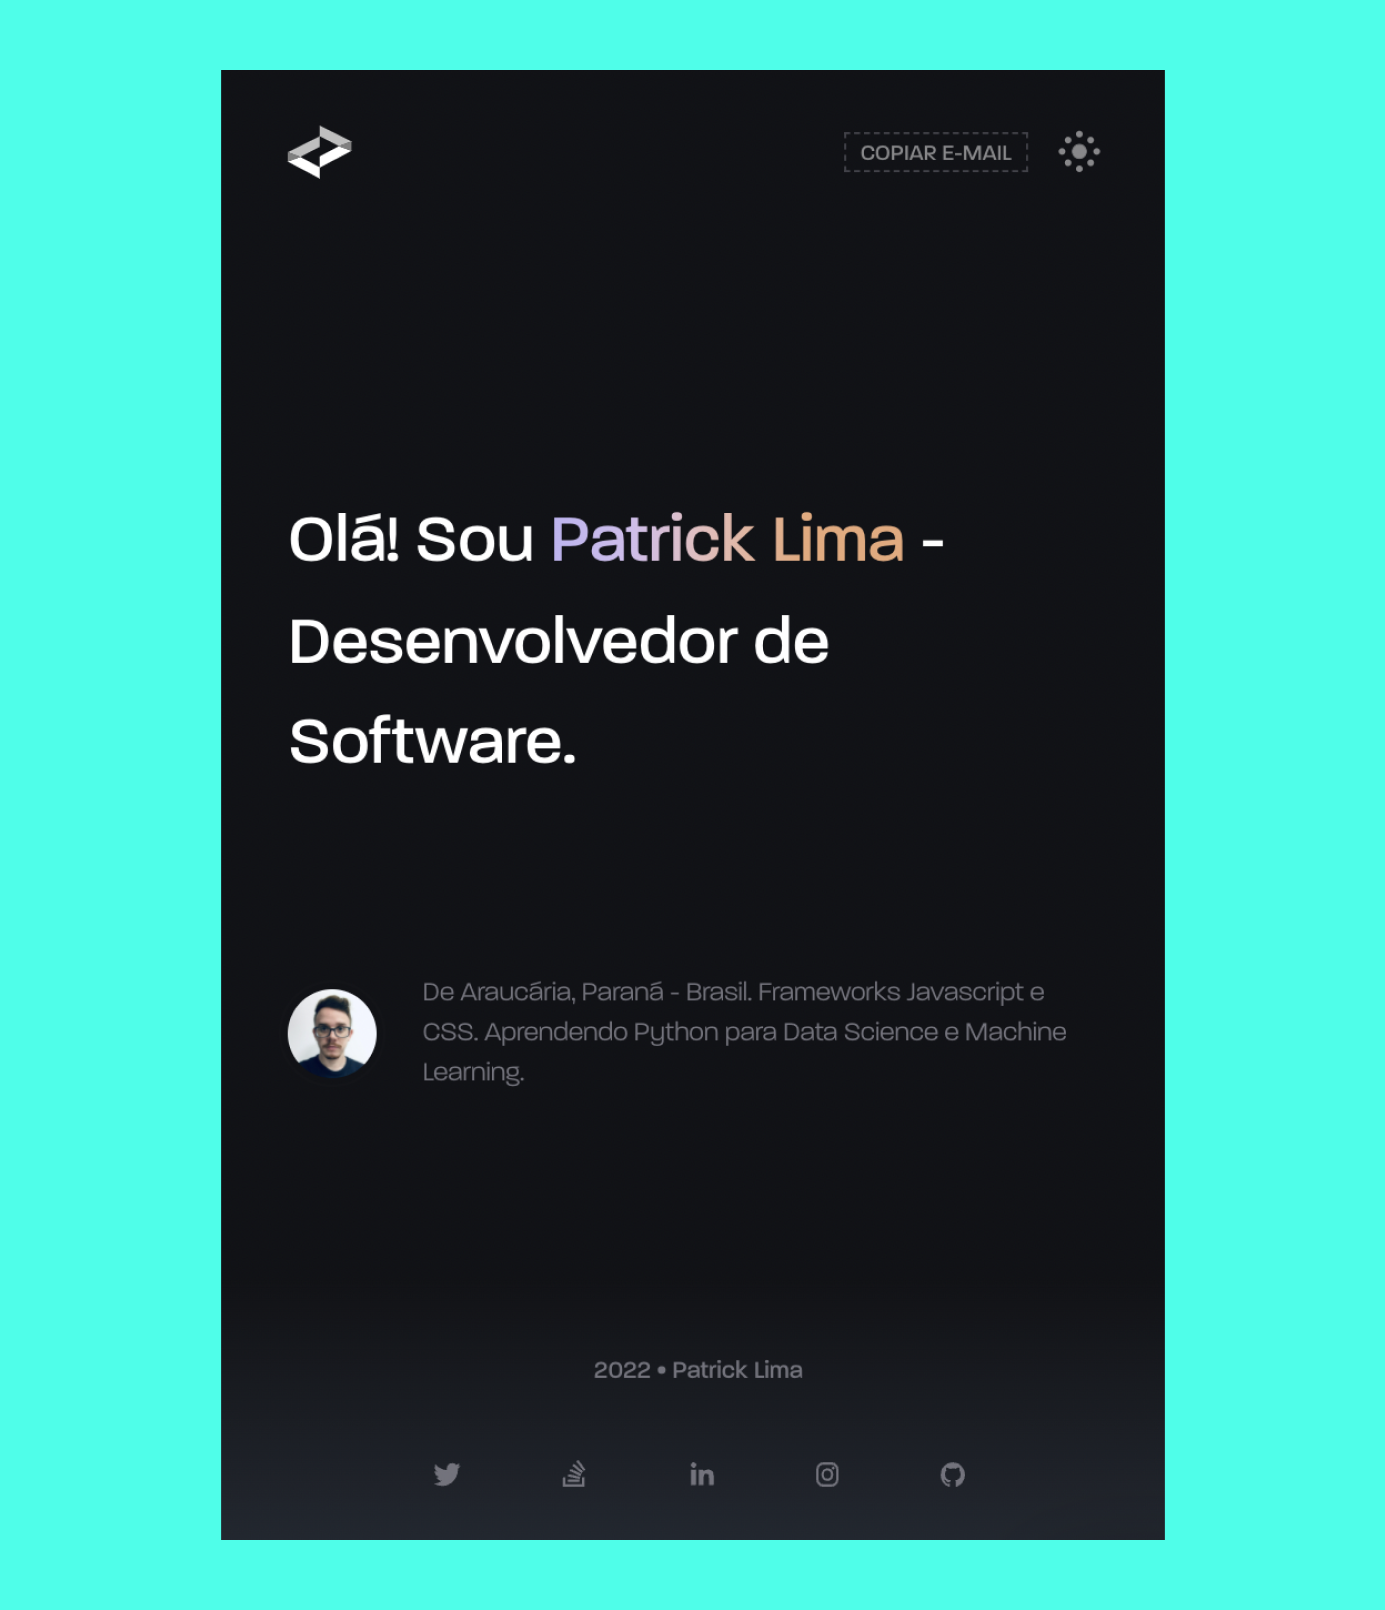 COPIAR E-MAIL
Olá! Sou Patrick Lima -
Desenvolvedor de
Software.
De Araucária, Paraná - Brasil. Frameworks Javascript e
CSS. Aprendendo Python para Data Science e Machine
Learning.
2022 • Patrick Lima